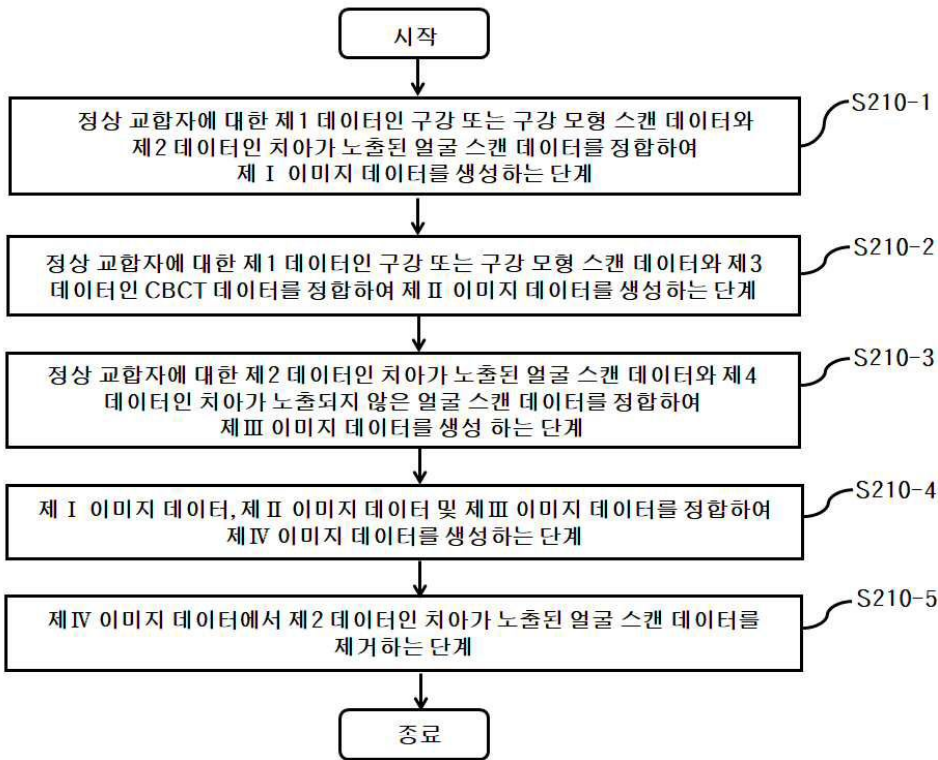 시작
정상 교합자에 대한 제1 데이터인 구강 또는 구강 모형 스캔 데이터와
제2 데이터인 치아가 노출된 얼굴 스캔 데이터를 정합하여
제Ⅰ 이미지 데이터를 생성하는 단계
S210-1
정상 교합자에 대한 제1 데이터인 구강 또는 구강 모형 스캔 데이터와 제3
데이터인 CBCT 데이터를 정합하여 제Ⅱ 이미지 데이터를 생성하는 단계
S210-2
정상 교합자에 대한 제2 데이터인 치아가 노출된 얼굴 스캔 데이터와 제4
데이터인 치아가 노출되지 않은 얼굴 스캔 데이터를 정합하여
제Ⅲ 이미지 데이터를 생성 하는 단계
S210-3
제Ⅰ 이미지 데이터, 제Ⅱ 이미지 데이터 및 제Ⅲ 이미지 데이터를 정합하여
제Ⅳ 이미지 데이터를 생성하는 단계
S210-4
제Ⅳ 이미지 데이터에서 제2 데이터인 치아가 노출된 얼굴 스캔 데이터를
제거하는 단계
S210-5
종료